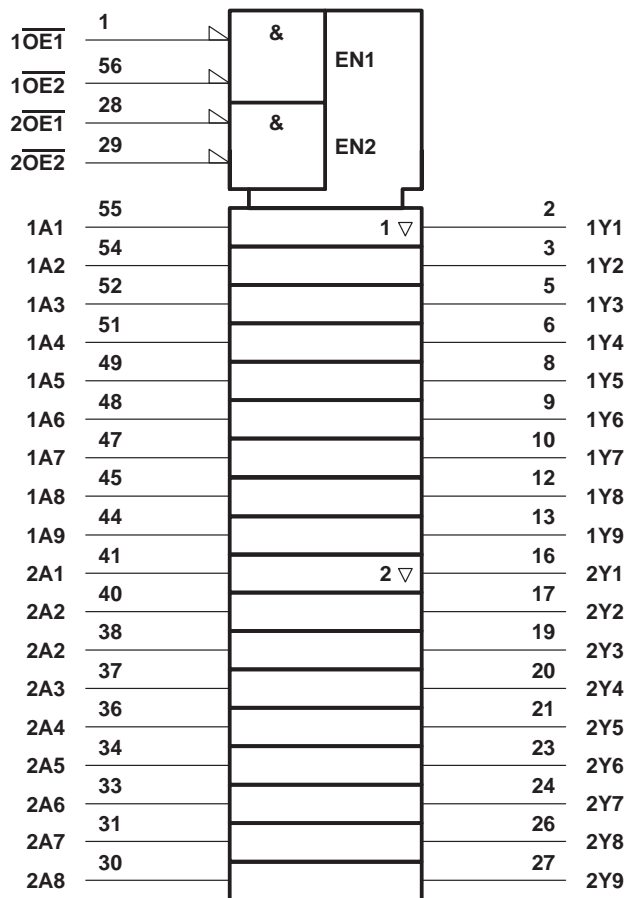 1 &
1OE1 EN1
56
1OE2
28 &
2OE1 EN2
29
2OE2
55 1 ▽ 2
1A1 1Y1
54 3
1A2 1Y2
52 5
1A3 1Y3
51 6
1A4 1Y4
49 8
1A5 1Y5
48 9
1A6 1Y6
47 10
1A7 1Y7
45 12
1A8 1Y8
44 13
1A9 1Y9
41 2 ▽ 16
2A1 2Y1
40 17
2A2 2Y2
38 19
2A2 2Y3
37 20
2A3 2Y4
36 21
2A4 2Y5
34 23
2A5 2Y6
33 24
2A6 2Y7
31 26
2A7 2Y8
30 27
2A8 2Y9